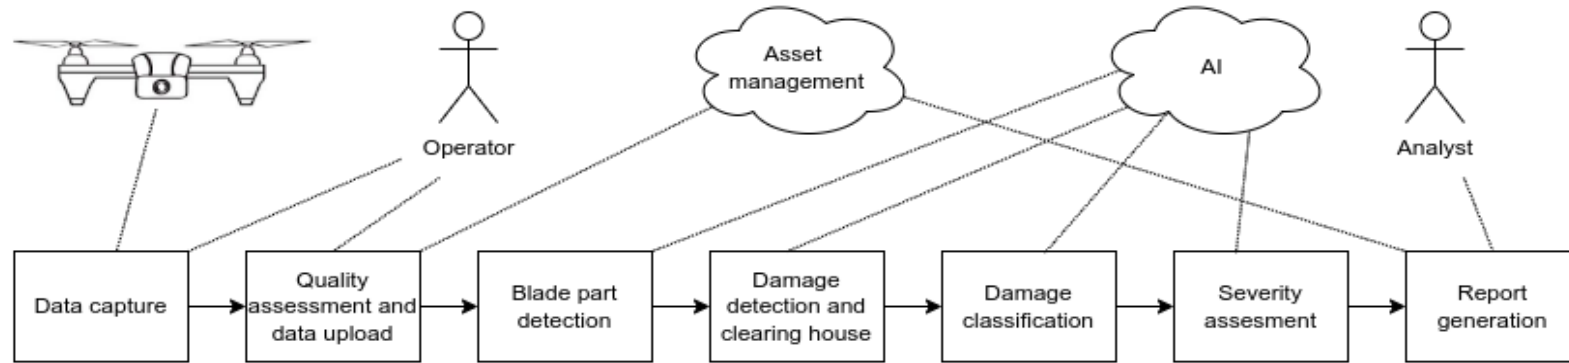 Asset
management
AI
Operator
Analyst
Data capture
Quality
assessment and
data upload
Blade part
detection
Damage
detection and
clearing house
Damage
classification
Severity
assesment
Report
generation